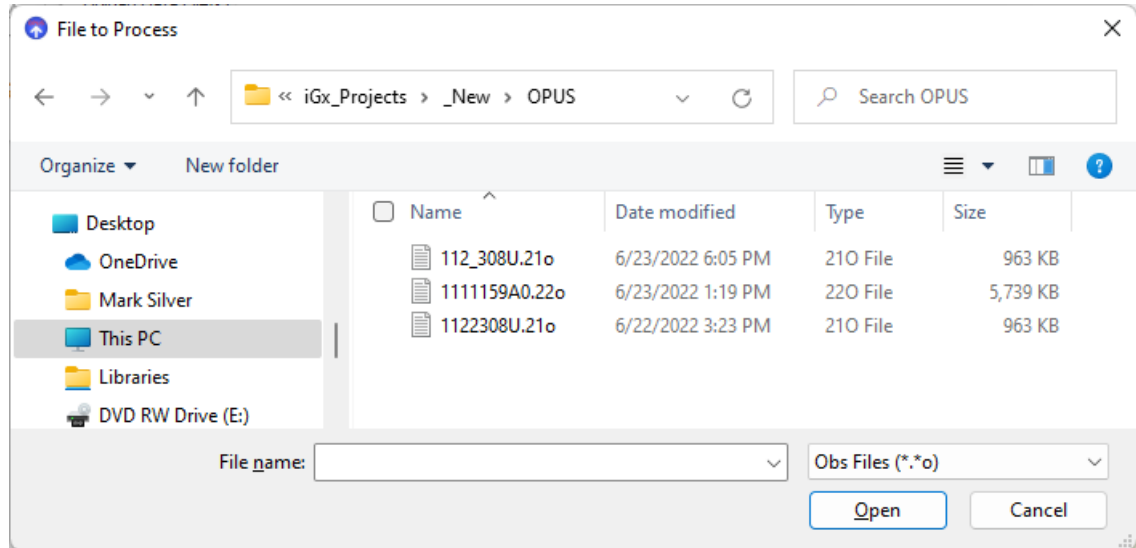 File to Process
« iGx_Projects > _New > OPUS
Search OPUS
Organize New folder
Name Date modified Type Size
Desktop
OneDrive
Mark Silver
This PC
Libraries
DVD RW Drive (E:)
112_308U.21o 6/23/2022 6:05 PM 21O File 963 KB
1111159A0.22o 6/23/2022 1:19 PM 22O File 5,739 KB
1122308U.21o 6/22/2022 3:23 PM 21O File 963 KB
File name:
Obs Files (*.*o)
Open Cancel